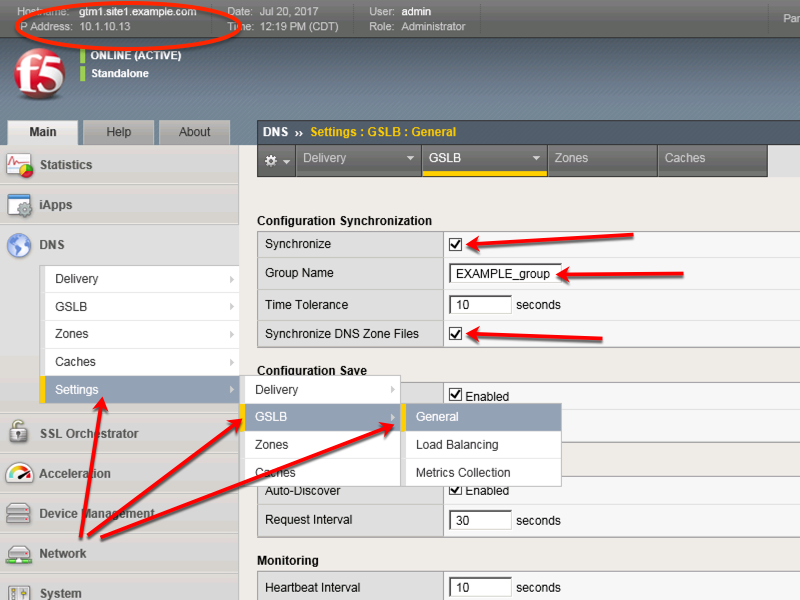 Hostname: gtm1.site1.example.com Date: Jul 20, 2017 User: admin
IP Address: 10.1.10.13 Time: 12:19 PM (CDT) Role: Administrator
Par
f5
ONLINE (ACTIVE)
Standalone
Main Help About
DNS ›› Settings : GSLB : General
Delivery GSLB Zones Caches
Statistics
iApps
DNS
Delivery
GSLB
Zones
Caches
Settings
SSL Orchestrator
Acceleration
Device Management
Network
System
Delivery
GSLB
Zones
Caches
General
Load Balancing
Metrics Collection
Configuration Synchronization
Synchronize
Group Name EXAMPLE_group
Time Tolerance 10 seconds
Synchronize DNS Zone Files
Configuration Save
Enabled
Auto-Discover Enabled
Request Interval 30 seconds
Monitoring
Heartbeat Interval 10 seconds